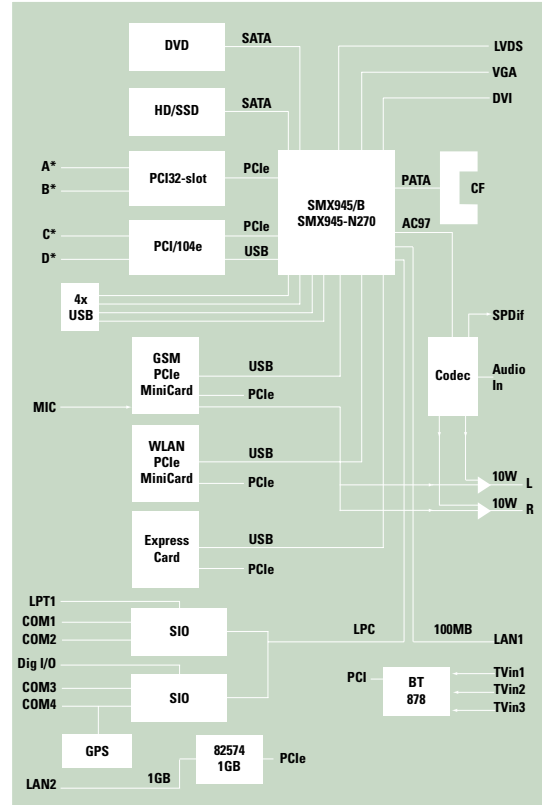 DVD
SATA
LVDS
VGA
DVI
HD/SSD
SATA
A*
B*
PCI32-slot
PCIe
SMX945/B
SMX945-N270
PATA
CF
AC97
C*
D*
PCI/104e
PCIe
USB
4x
USB
SPDif
Codec
Audio
In
GSM
PCIe
MiniCard
USB
PCIe
MIC
WLAN
PCIe
MiniCard
USB
PCIe
10W
L
10W
R
Express
Card
USB
PCIe
LPT1
COM1
COM2
SIO
LPC
100MB
LAN1
Dig I/O
COM3
COM4
SIO
PCI
BT
878
TVin1
TVin2
TVin3
GPS
82574
1GB
PCIe
1GB
LAN2